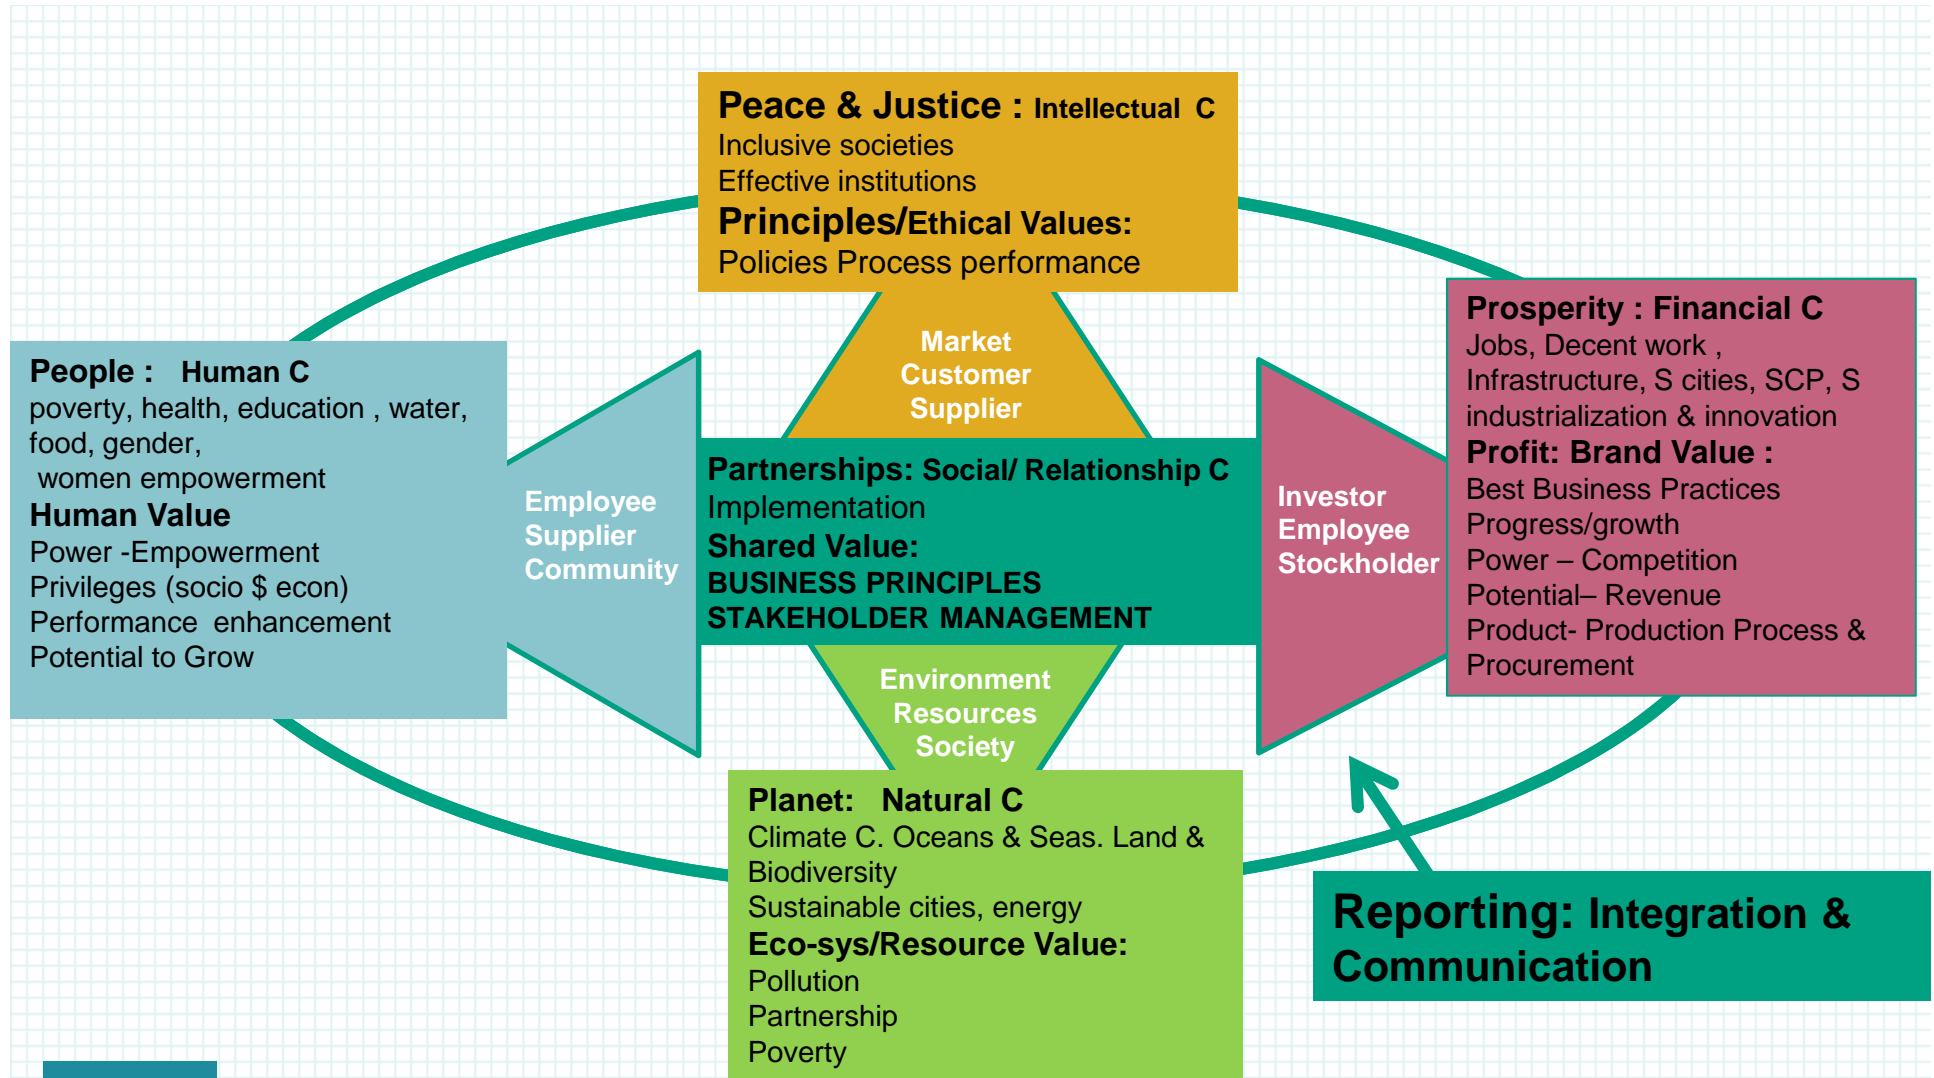 Peace & Justice : Intellectual C
Inclusive societies
Effective institutions
Principles/Ethical Values:
Policies Process performance
Market
Customer
Supplier
People : Human C
poverty, health, education , water,
food, gender,
women empowerment
Human Value
Power -Empowerment
Privileges (socio $ econ)
Performance enhancement
Potential to Grow
Employee
Supplier
Community
Partnerships: Social/ Relationship C
Implementation
Shared Value:
BUSINESS PRINCIPLES
STAKEHOLDER MANAGEMENT
Investor
Employee
Stockholder
Prosperity : Financial C
Jobs, Decent work ,
Infrastructure, S cities, SCP, S
industrialization & innovation
Profit: Brand Value :
Best Business Practices
Progress/growth
Power – Competition
Potential– Revenue
Product- Production Process &
Procurement
Environment
Resources
Society
Planet: Natural C
Climate C. Oceans & Seas. Land &
Biodiversity
Sustainable cities, energy
Eco-sys/Resource Value:
Pollution
Partnership
Poverty
Reporting: Integration &
Communication